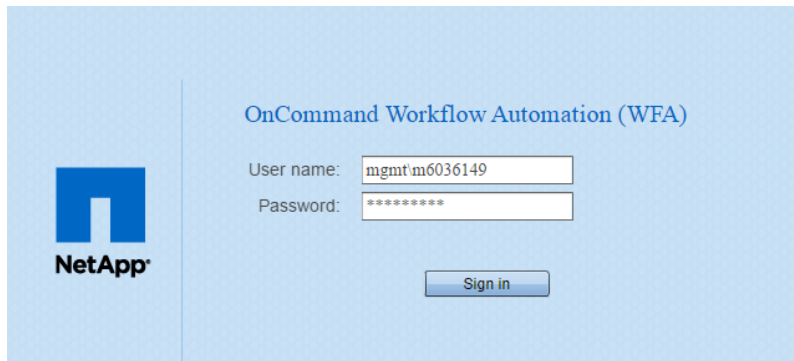 OnCommand Workflow Automation (WFA)
User name: mgmt\m6036149
Password: *********
NetApp®
Sign in